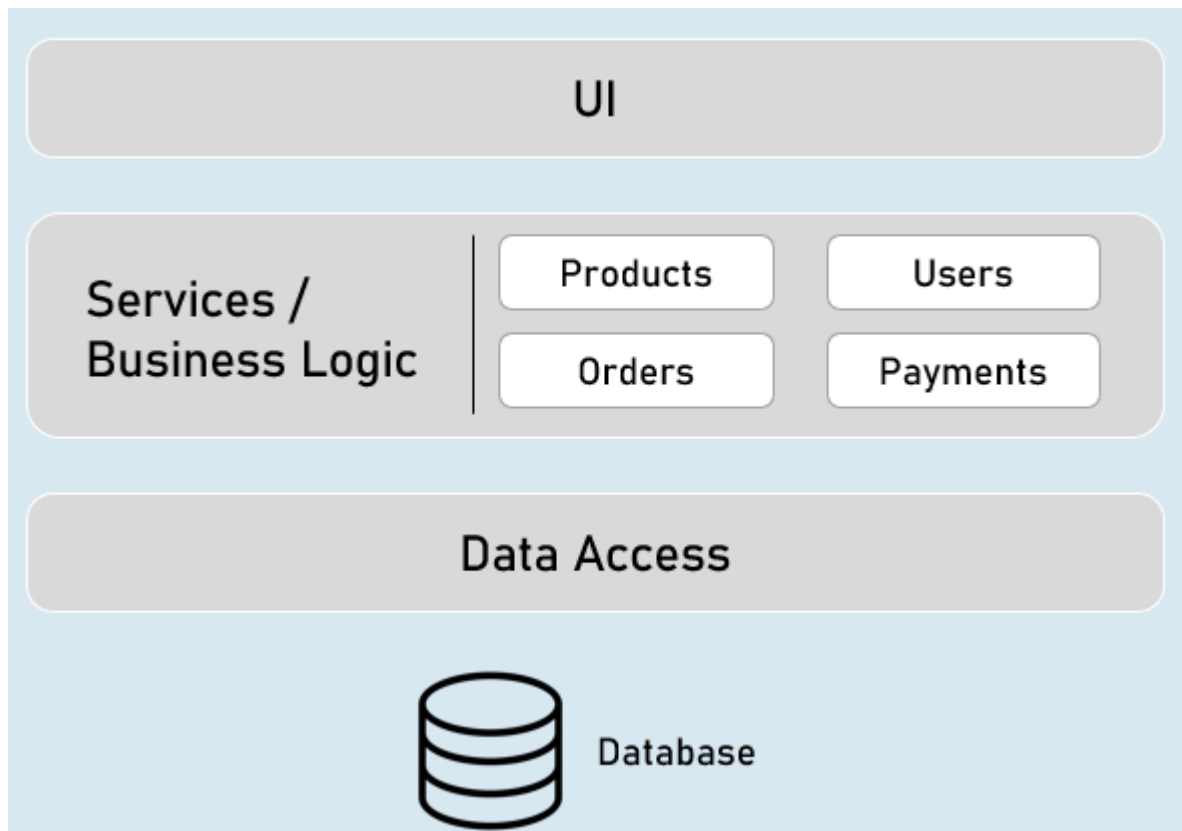 UI
Services /
Business Logic
Products
Users
Orders
Payments
Data Access
Database